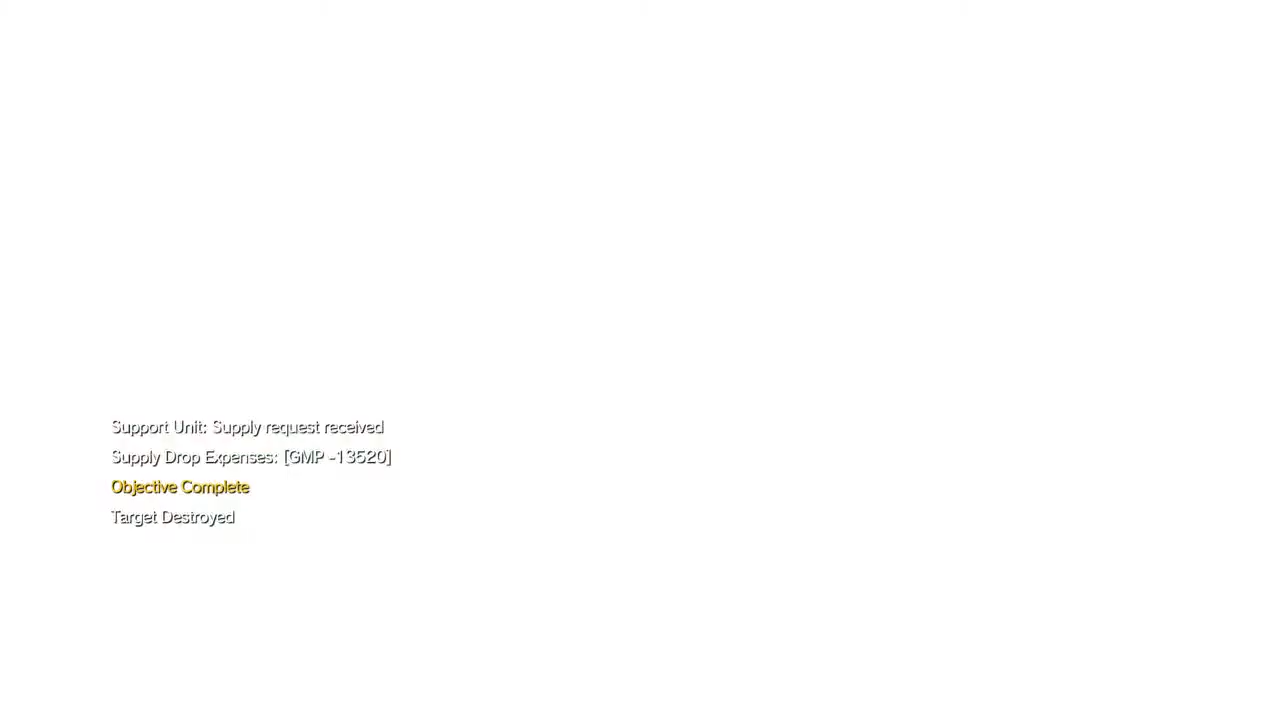 Support Unit: Supply request received
Supply Drop Expenses: [GMP -13520]
Objective Complete
Target Destroyed